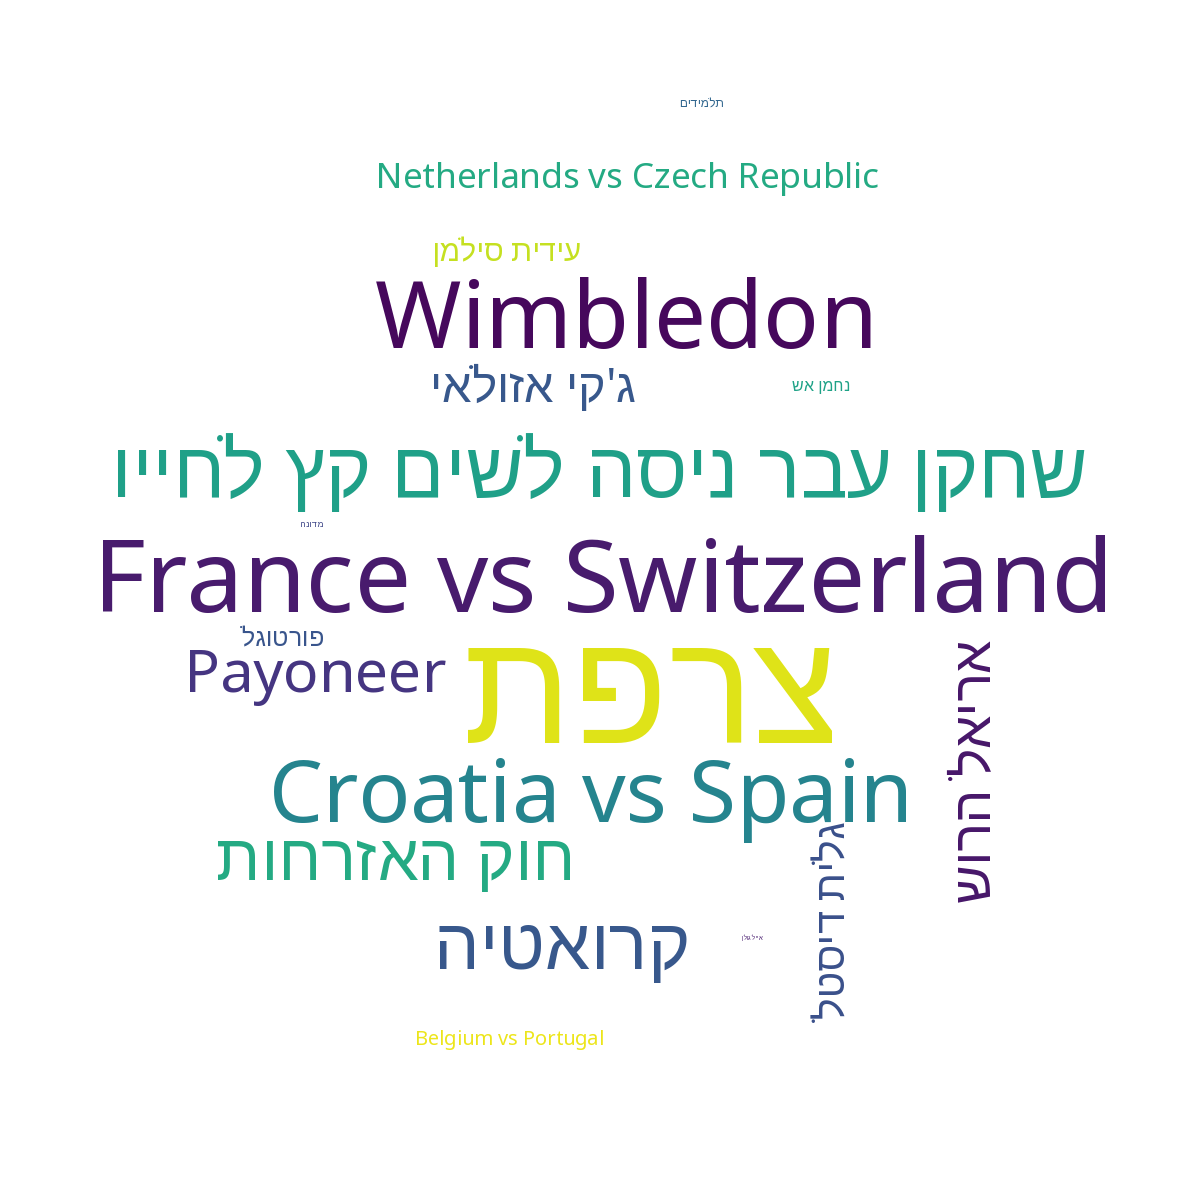 תלמידים
Netherlands vs Czech Republic
עידית סילמן
Wimbledon
ג'קי אזולאי
נחמן אש
שחקן עבר ניסה לשים קץ לחייו
מדונה
France vs Switzerland
פורטוגל
Payoneer
צרפת
אריאל הרוש
Croatia vs Spain
גלית דיסטל
חוק האזרחות
קרואטיה
אייל גולן
Belgium vs Portugal